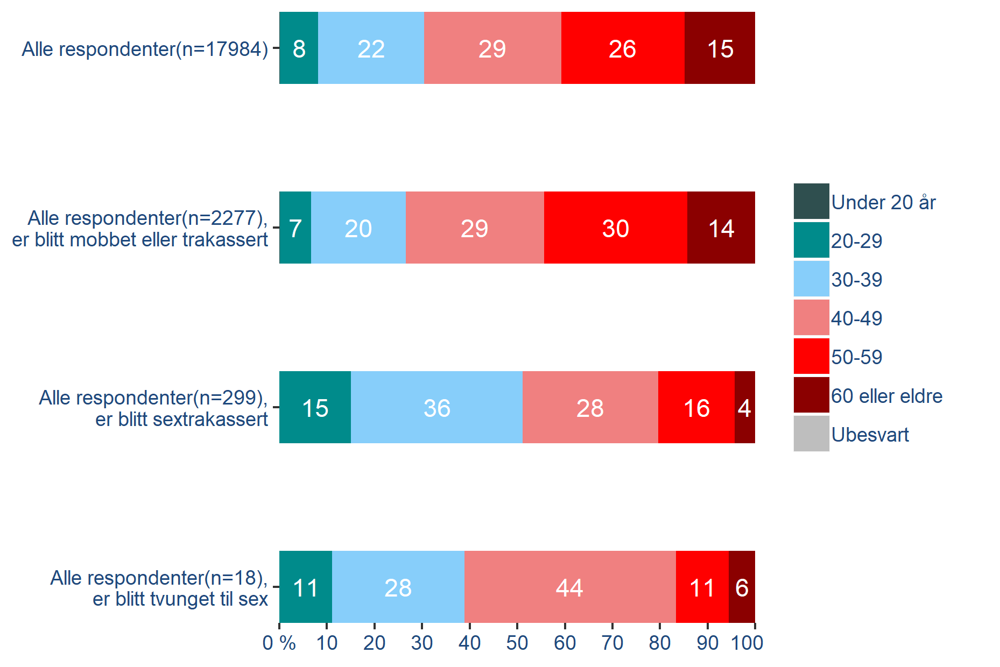 Alle respondenter(n=17984)
8 22 29 26 15
Alle respondenter(n=2277),
er blitt mobbet eller trakassert
7 20 29 30 14
Alle respondenter(n=299),
er blitt sextrakassert
15 36 28 16 4
Alle respondenter(n=18),
er blitt tvunget til sex
11 28 44 11 6
0 % 10 20 30 40 50 60 70 80 90 100
Under 20 år
20-29
30-39
40-49
50-59
60 eller eldre
Ubesvart